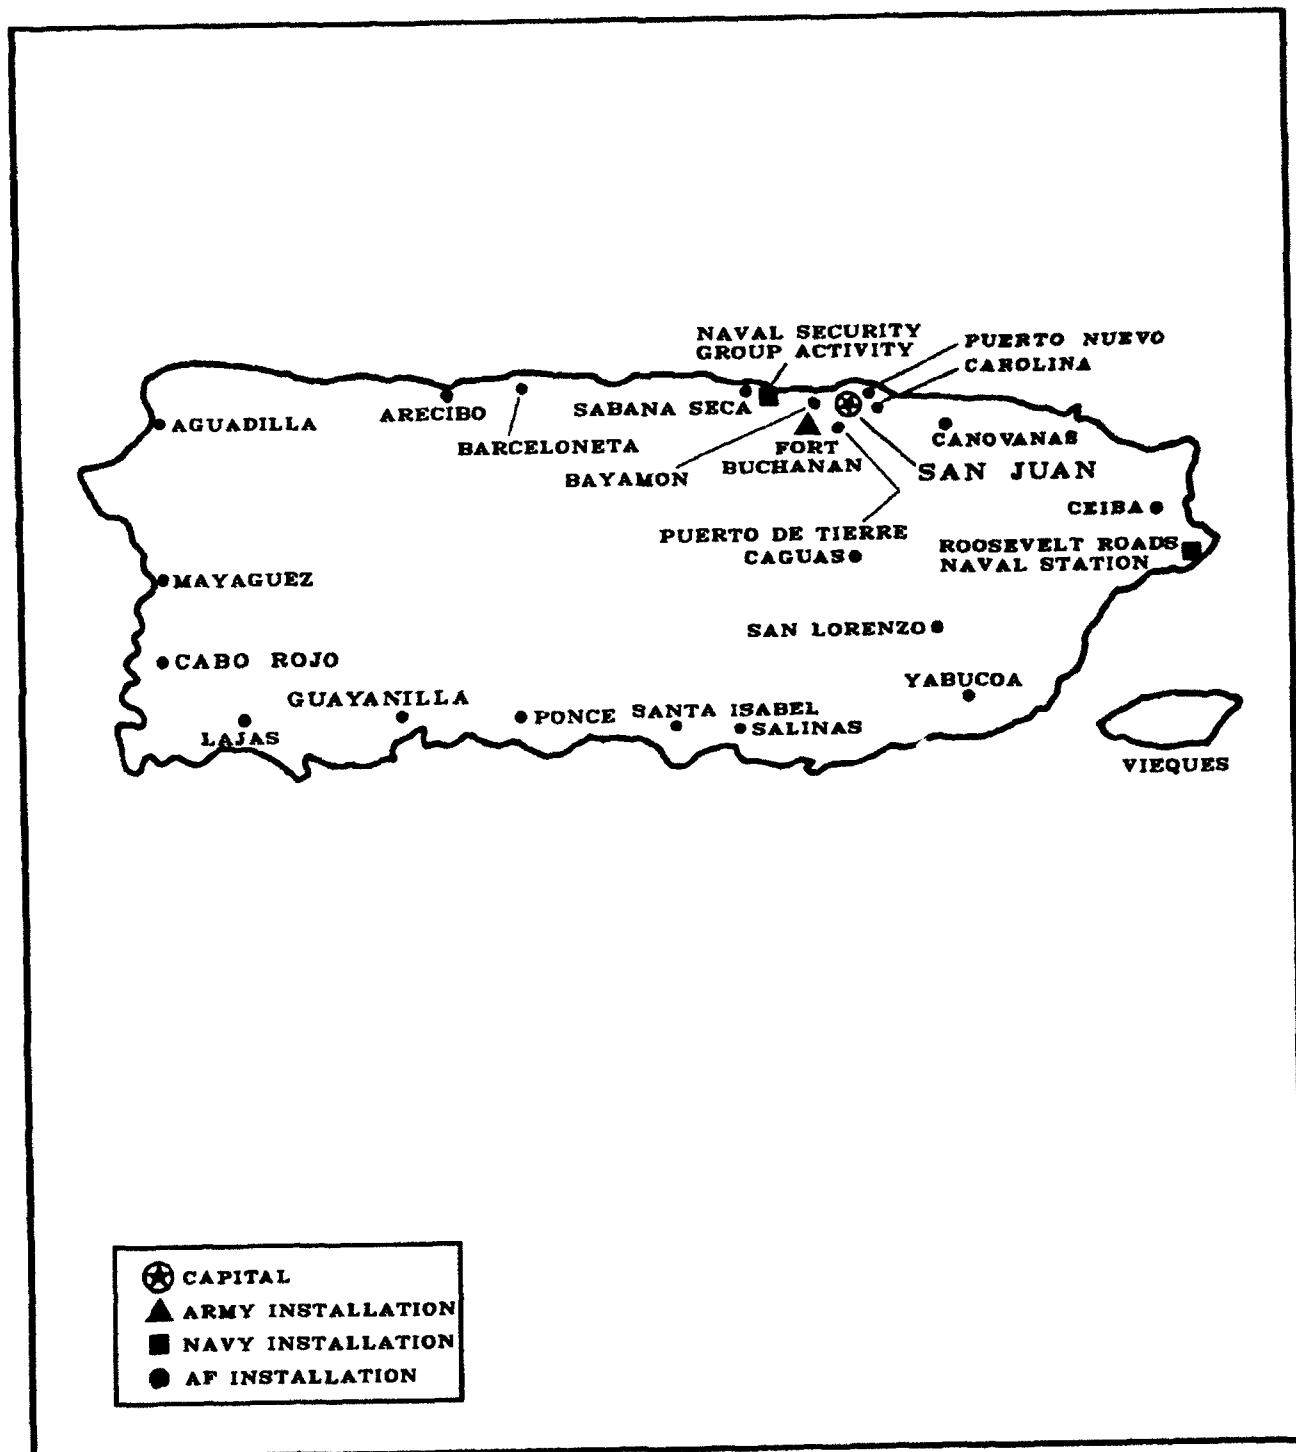 NAVAL SECURITY
GROUP ACTIVITY
PUERTO NUEVO
CAROLINA
AGUADILLA
ARECIBO
BARCELONETA
SABANA SECA
BAYAMON
FORT
BUCHANAN
CANOVANAS
SAN JUAN
CEIBA
PUERTO DE TIERRE
CAGUAS
ROOSEVELT ROADS
NAVAL STATION
MAYAGUEZ
SAN LORENZO
CABO ROJO
GUAYANILLA
YABUCOA
LAJAS
PONCE
SANTA ISABEL
SALINAS
VIEQUES
CAPITAL
ARMY INSTALLATION
NAVY INSTALLATION
AF INSTALLATION